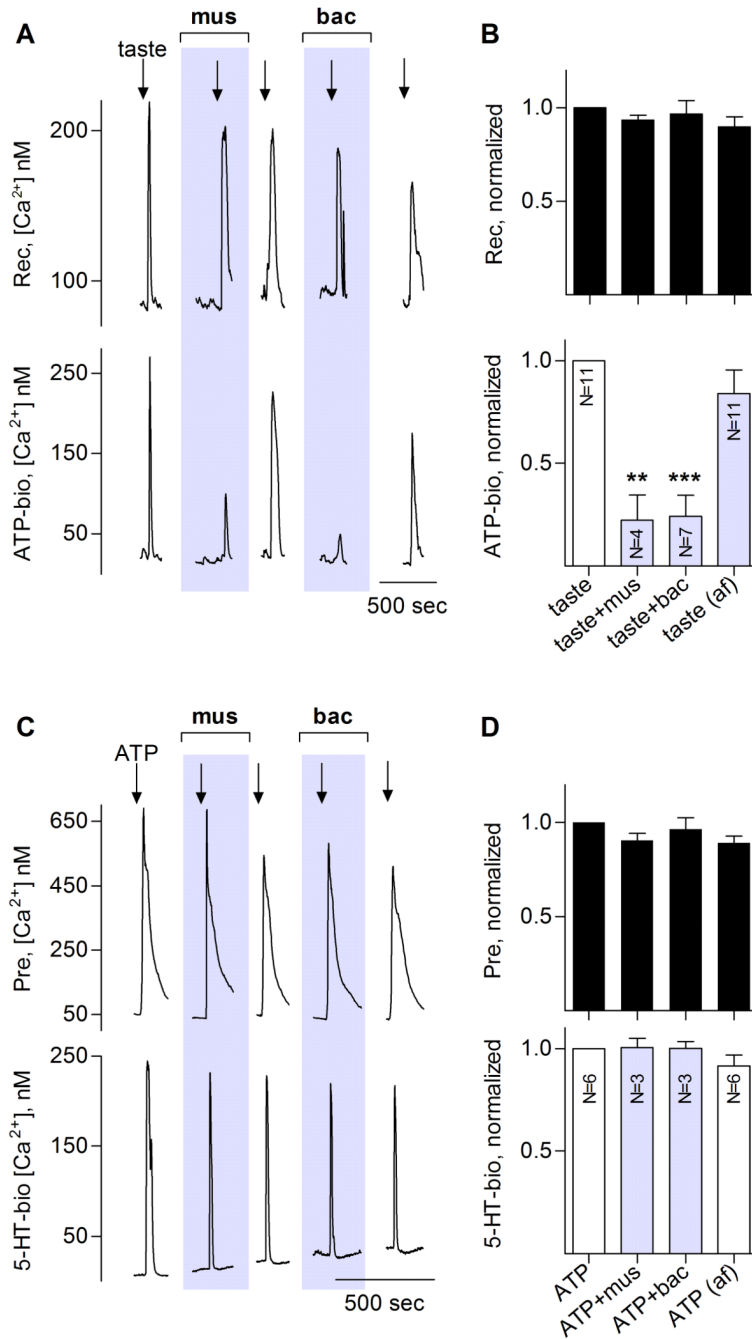 A
mus
bac
taste
Rec, [Ca²⁺] nM
200
100
ATP-bio, [Ca²⁺] nM
250
150
50
500 sec
B
Rec, normalized
1.0
0.5
ATP-bio, normalized
1.0
0.5
N=11
**
N=4
***
N=7
N=11
taste
taste+mus
taste+bac
taste (af)
C
mus
bac
ATP
Pre, [Ca²⁺] nM
650
450
250
50
5-HT-bio [Ca²⁺], nM
250
150
50
500 sec
D
Pre, normalized
1.0
0.5
5-HT-bio, normalized
1.0
0.5
N=6
N=3
N=3
N=6
ATP
ATP+mus
ATP+bac
ATP (af)